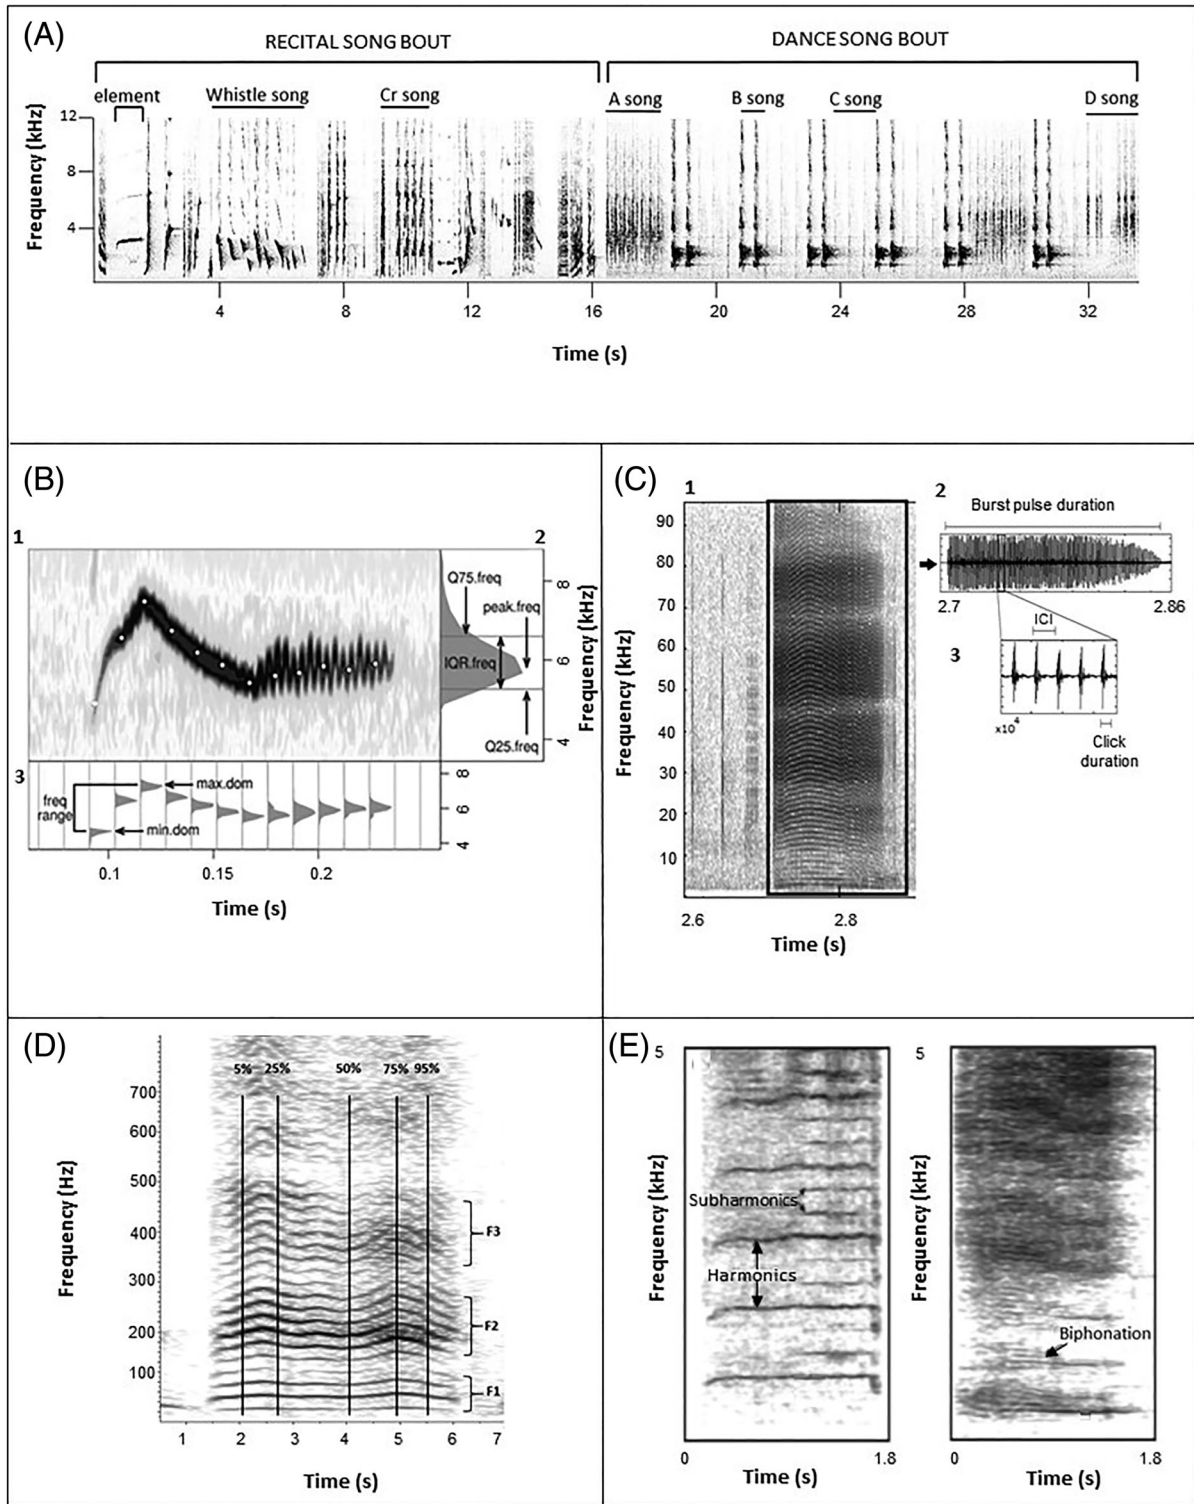 (A)
RECITAL SONG BOUT
DANCE SONG BOUT
element
Whistle song
Cr song
A song
B song
C song
D song
Frequency (kHz)
12
8
4
4
8
12
16
20
24
28
32
Time (s)
(B)
1
2
Q75.freq
peak.freq
IQR.freq
Q25.freq
8
6
4
Frequency (kHz)
3
freq
range
max.dom
min.dom
8
6
4
0.1
0.15
0.2
Time (s)
(C)
1
Frequency (kHz)
90
80
70
60
50
40
30
20
10
2.6
2.8
Time (s)
2
Burst pulse duration
2.7
2.86
ICI
3
x10⁴
Click
duration
(D)
5%
25%
50%
75%
95%
Frequency (Hz)
700
600
500
400
300
200
100
F3
F2
F1
1
2
3
4
5
6
7
Time (s)
(E)
5
Frequency (kHz)
Subharmonics
Harmonics
0
1.8
Time (s)
5
Frequency (kHz)
Biphonation
0
1.8
Time (s)